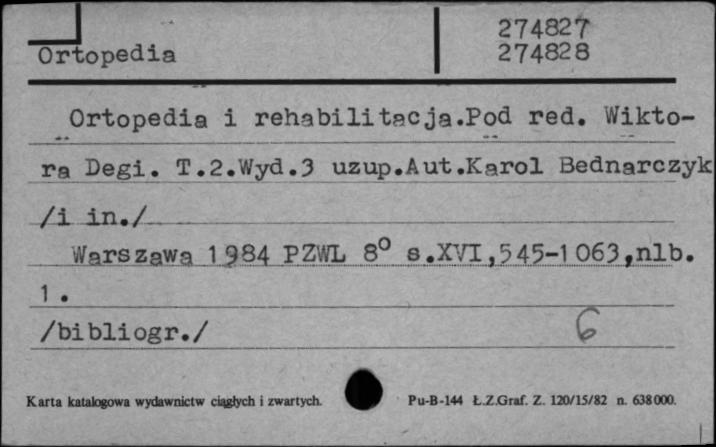 274827
Ortopedia 274828
Ortopedia i rehabilitacja.Pod red. Wikto-
ra Degi. T.2.Wyd.3 uzup.Aut.Karol Bednarczyk
/i in./
Warszawa 1984 PZWL 8° s.XVI,545-1063,nlb.
1.
/bibliogr./ 6
Karta katalogowa wydawnictw ciągłych i zwartych. Pu-B-144 Ł.Z.Graf. Z. 120/15/82 n. 638000.